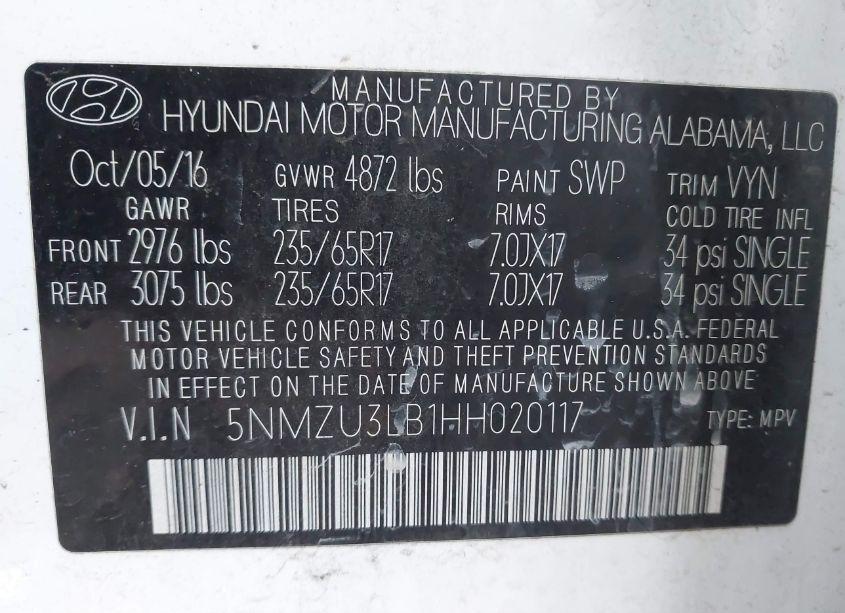 MANUFACTURED BY
HYUNDAI MOTOR MANUFACTURING ALABAMA, LLC
Oct/05/16 GVWR 4872 lbs PAINT SWP TRIM VYN
GAWR TIRES RIMS COLD TIRE INFL
FRONT 2976 lbs 235/65R17 7.0JX17 34 psi SINGLE
REAR 3075 lbs 235/65R17 7.0JX17 34 psi SINGLE
THIS VEHICLE CONFORMS TO ALL APPLICABLE U.S.A. FEDERAL
MOTOR VEHICLE SAFETY AND THEFT PREVENTION STANDARDS
IN EFFECT ON THE DATE OF MANUFACTURE SHOWN ABOVE
V.I.N 5NMZU3LB1HH020117 TYPE: MPV